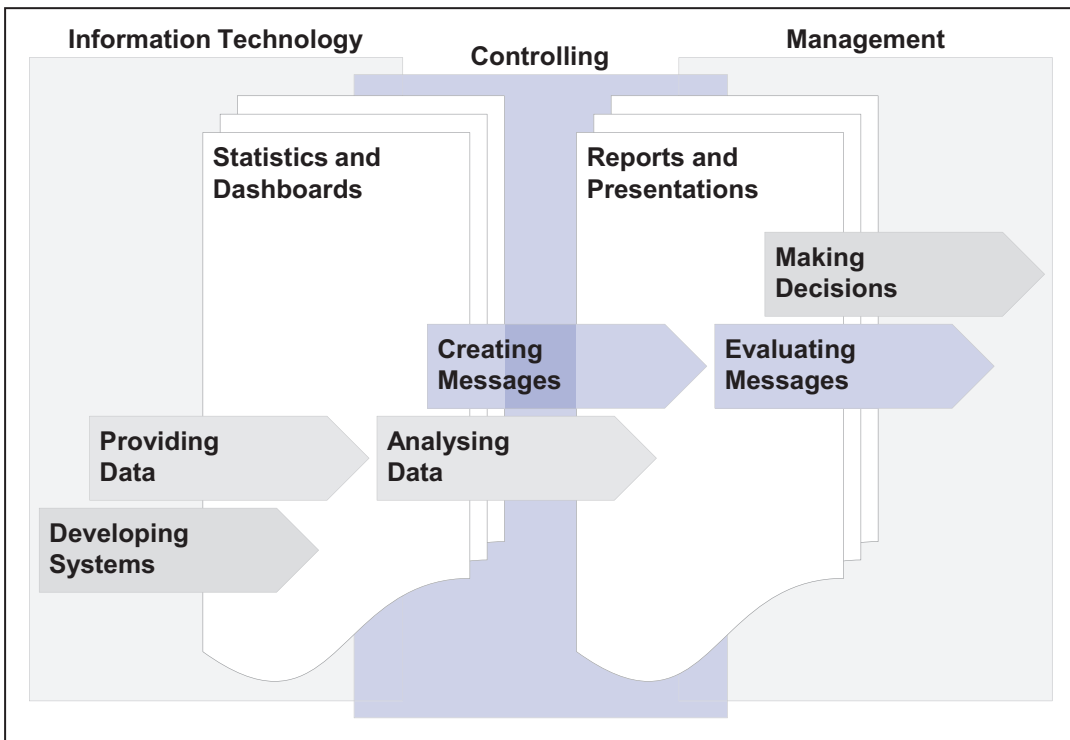 Information Technology
Controlling
Management
Statistics and
Dashboards
Reports and
Presentations
Making
Decisions
Creating
Messages
Evaluating
Messages
Providing
Data
Analysing
Data
Developing
Systems